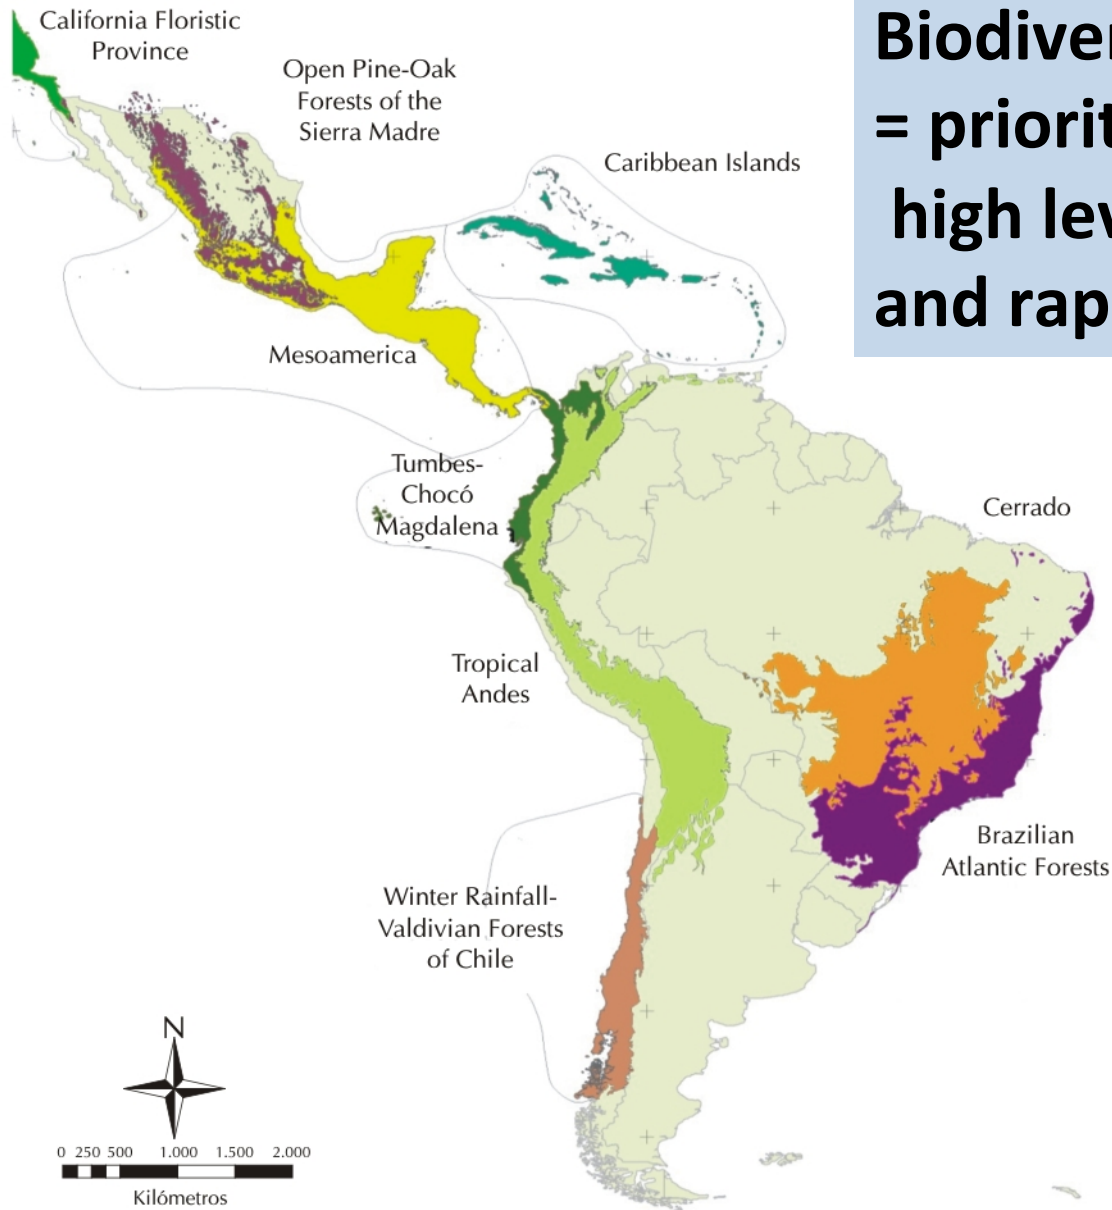 California Floristic
Province
Open Pine-Oak
Forests of the
Sierra Madre
Caribbean Islands
= priorit
high lev
and rap
Biodiver
Mesoamerica
Tumbes-
Chocó
Magdalena
Cerrado
Tropical
Andes
Brazilian
Atlantic Forests
Winter Rainfall-
Valdivian Forests
of Chile
N
0 250 500 1.000 1.500 2.000
Kilómetros